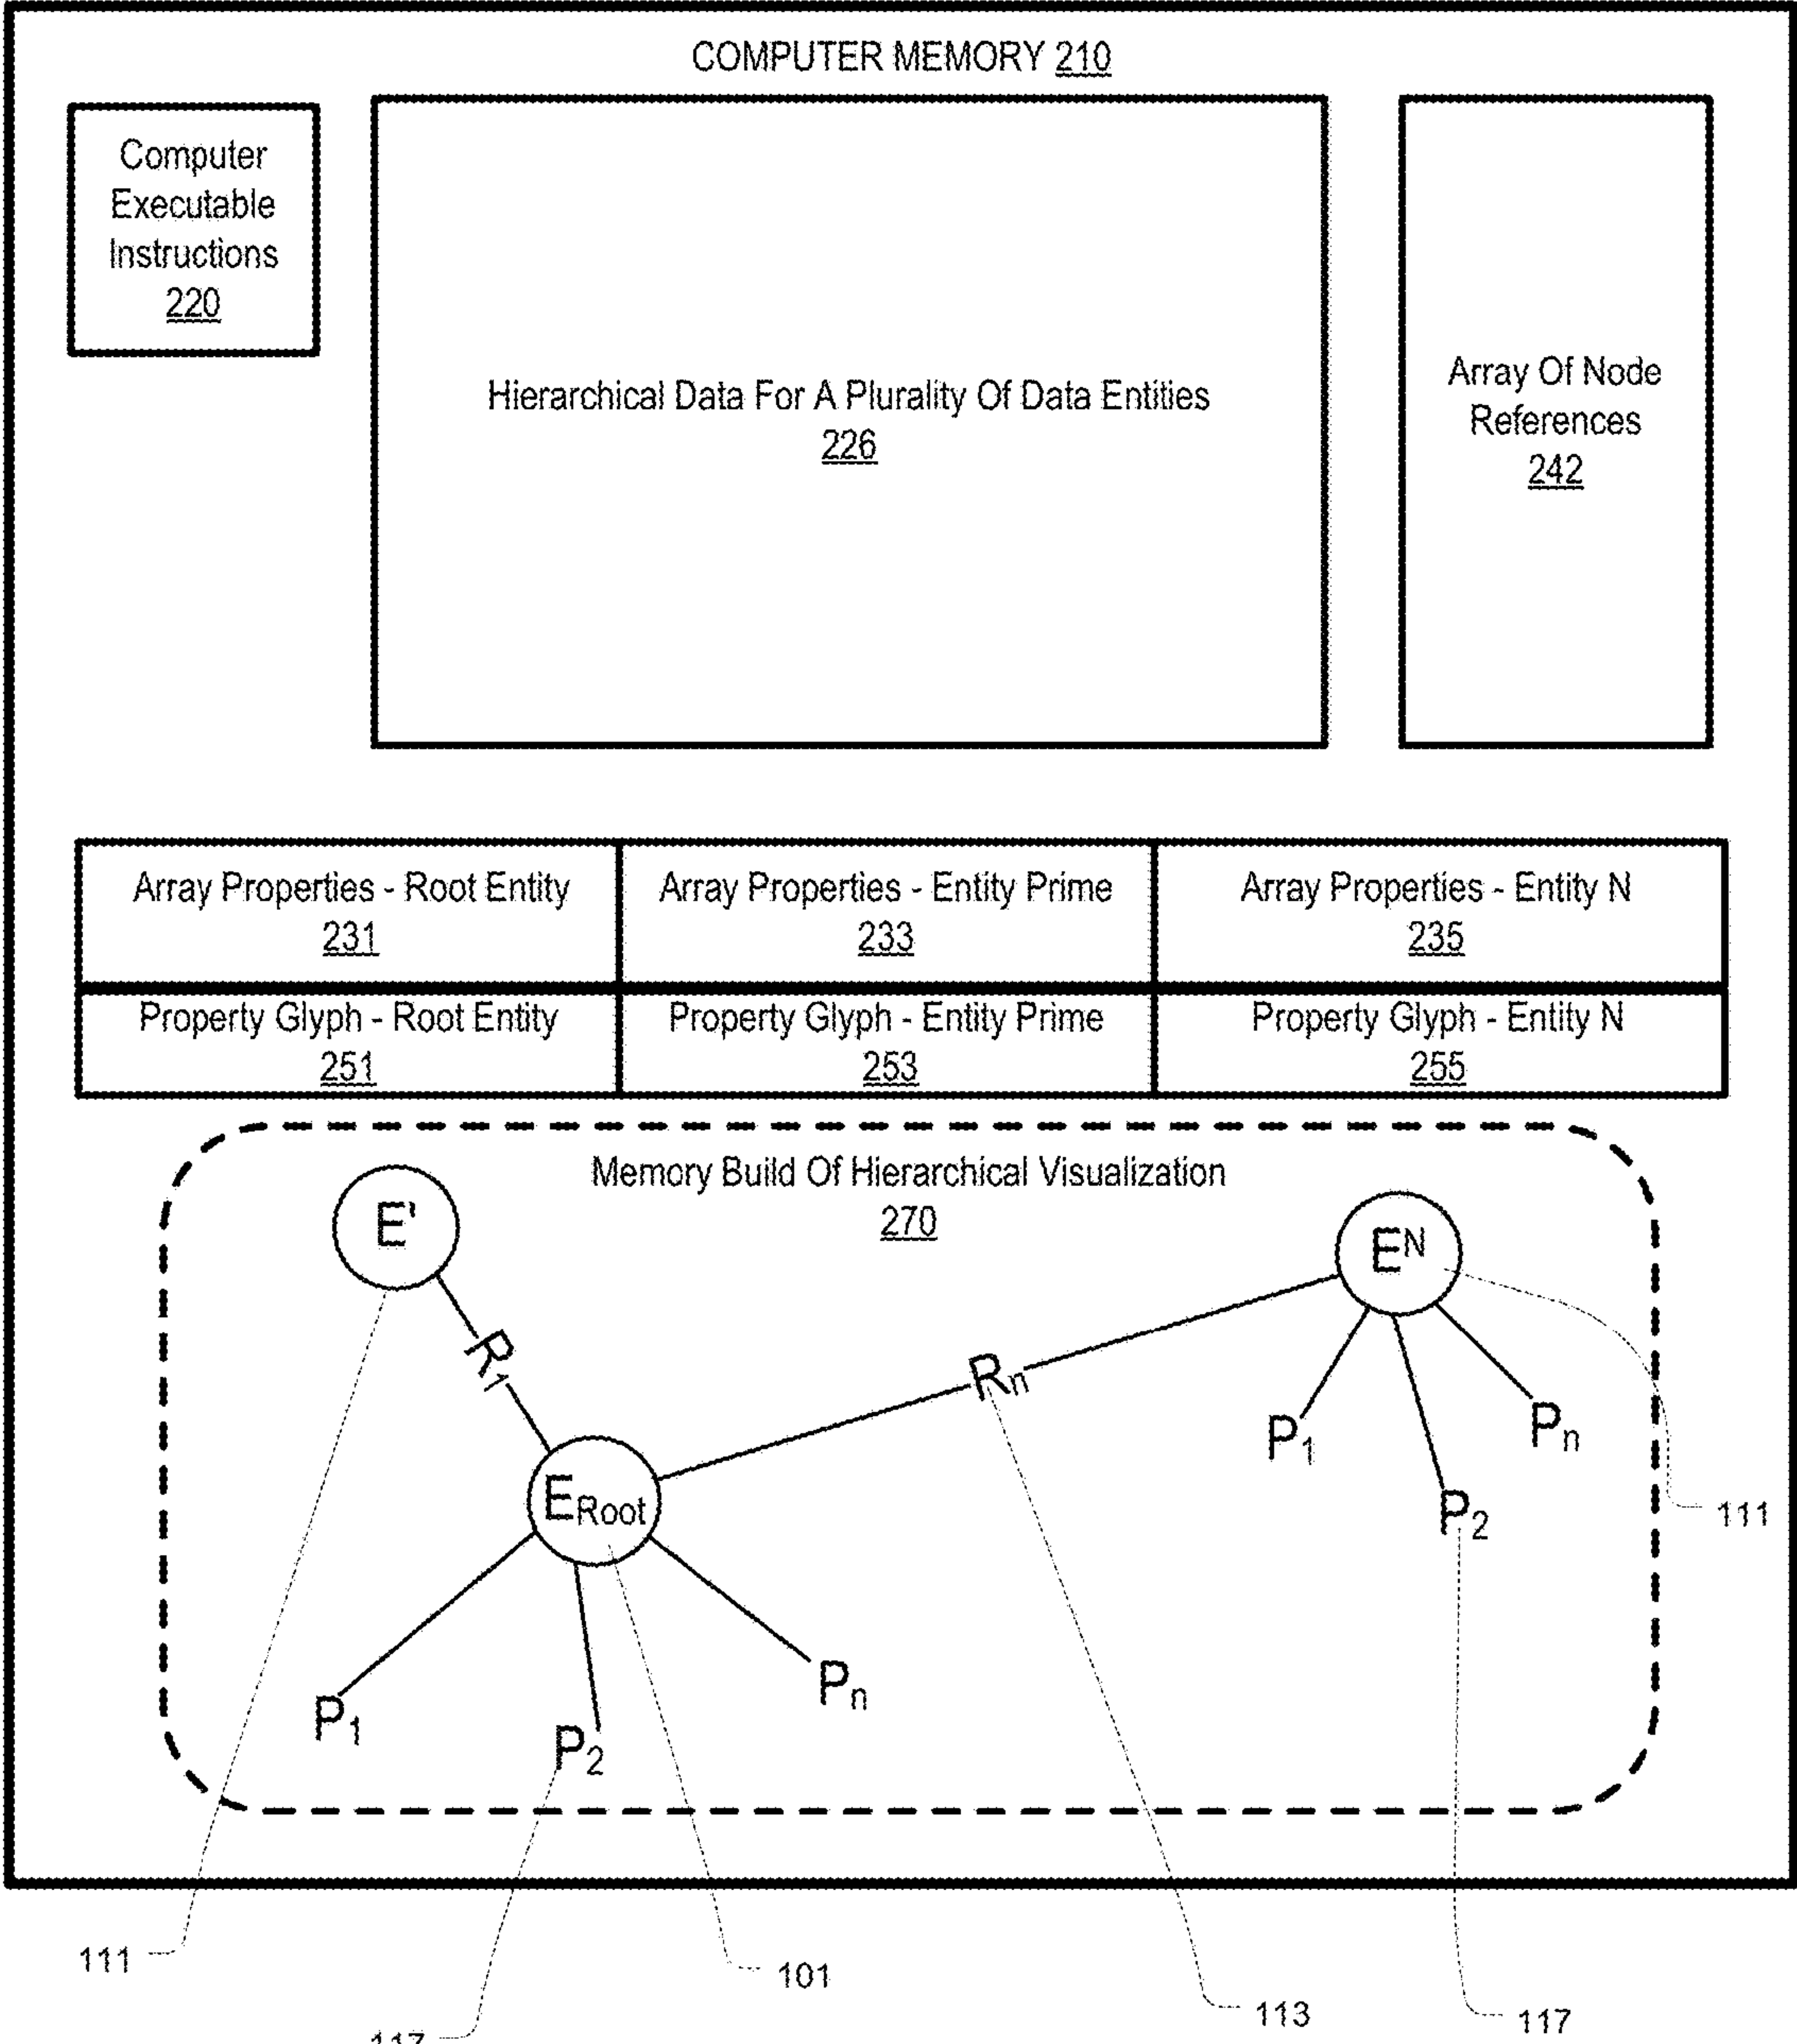 COMPUTER MEMORY 210
Computer
Executable
Instructions
220
Hierarchical Data For A Plurality Of Data Entities
226
Array Of Node
References
242
Array Properties - Root Entity
231
Array Properties - Entity Prime
233
Array Properties - Entity N
235
Property Glyph - Root Entity
251
Property Glyph - Entity Prime
253
Property Glyph - Entity N
255
Memory Build Of Hierarchical Visualization
270
E'
Eᴺ
R₁
Rₙ
P₁
Pₙ
P₂
E_Root
111
Pₙ
P₁
P₂
111
101
113
117
117